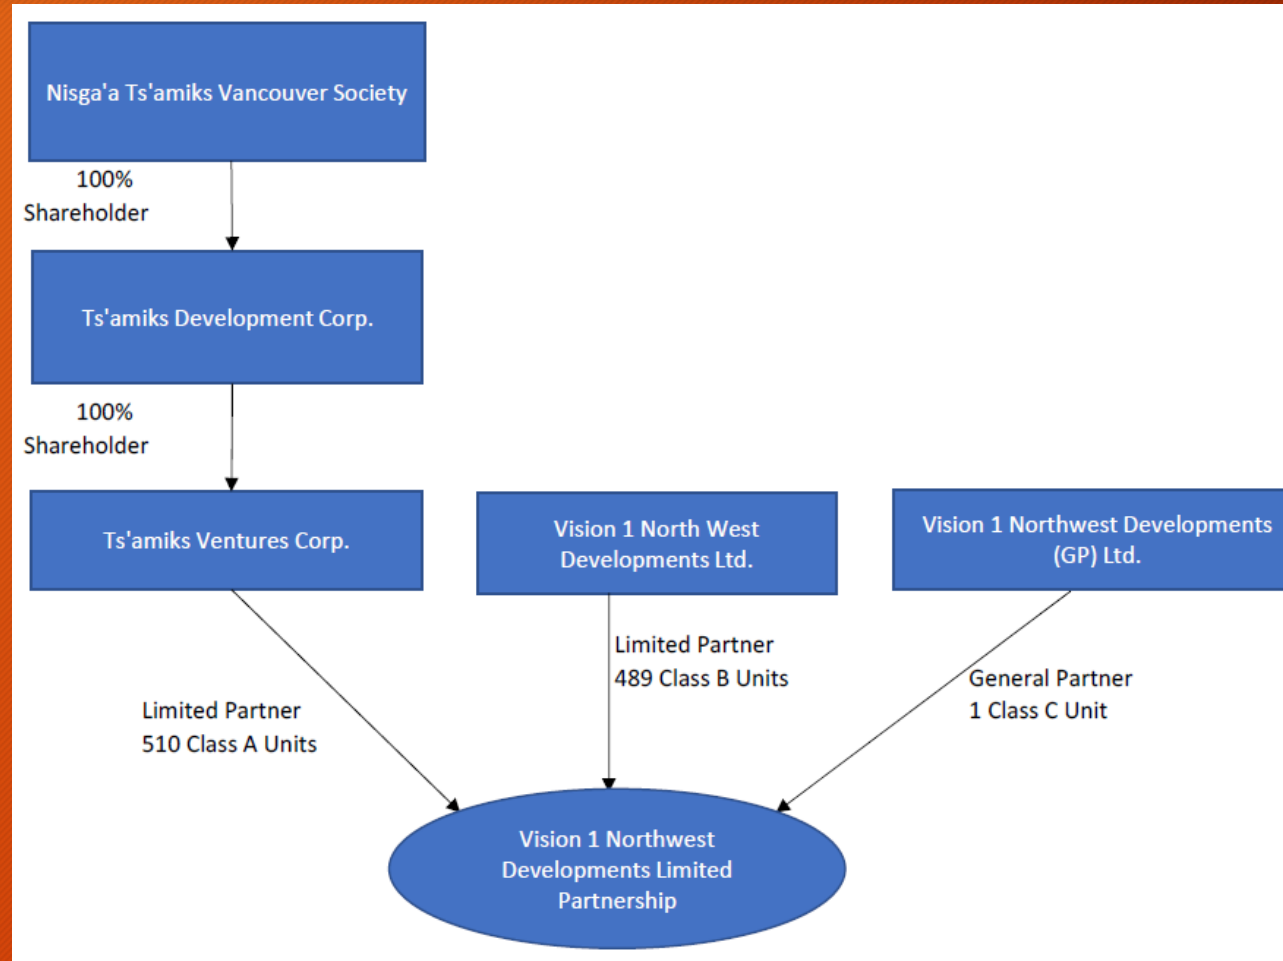 Nisga'a Ts'amiks Vancouver Society
100%
Shareholder
Ts'amiks Development Corp.
100%
Shareholder
Ts'amiks Ventures Corp.
Vision 1 North West
Developments Ltd.
Vision 1 Northwest Developments
(GP) Ltd.
Limited Partner
510 Class A Units
Limited Partner
489 Class B Units
General Partner
1 Class C Unit
Vision 1 Northwest
Developments Limited
Partnership